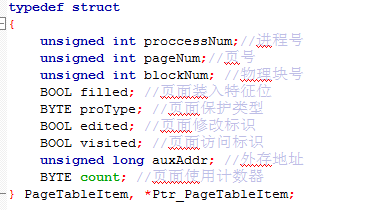 typedef struct
{
unsigned int proccessNum;//进程号
unsigned int pageNum;//页号
unsigned int blockNum; //物理块号
BOOL filled; //页面装入特征位
BYTE proType; //页面保护类型
BOOL edited; //页面修改标识
BOOL visited; //页面访问标识
unsigned long auxAddr; //外存地址
BYTE count; //页面使用计数器
} PageTableItem, *Ptr_PageTableItem;